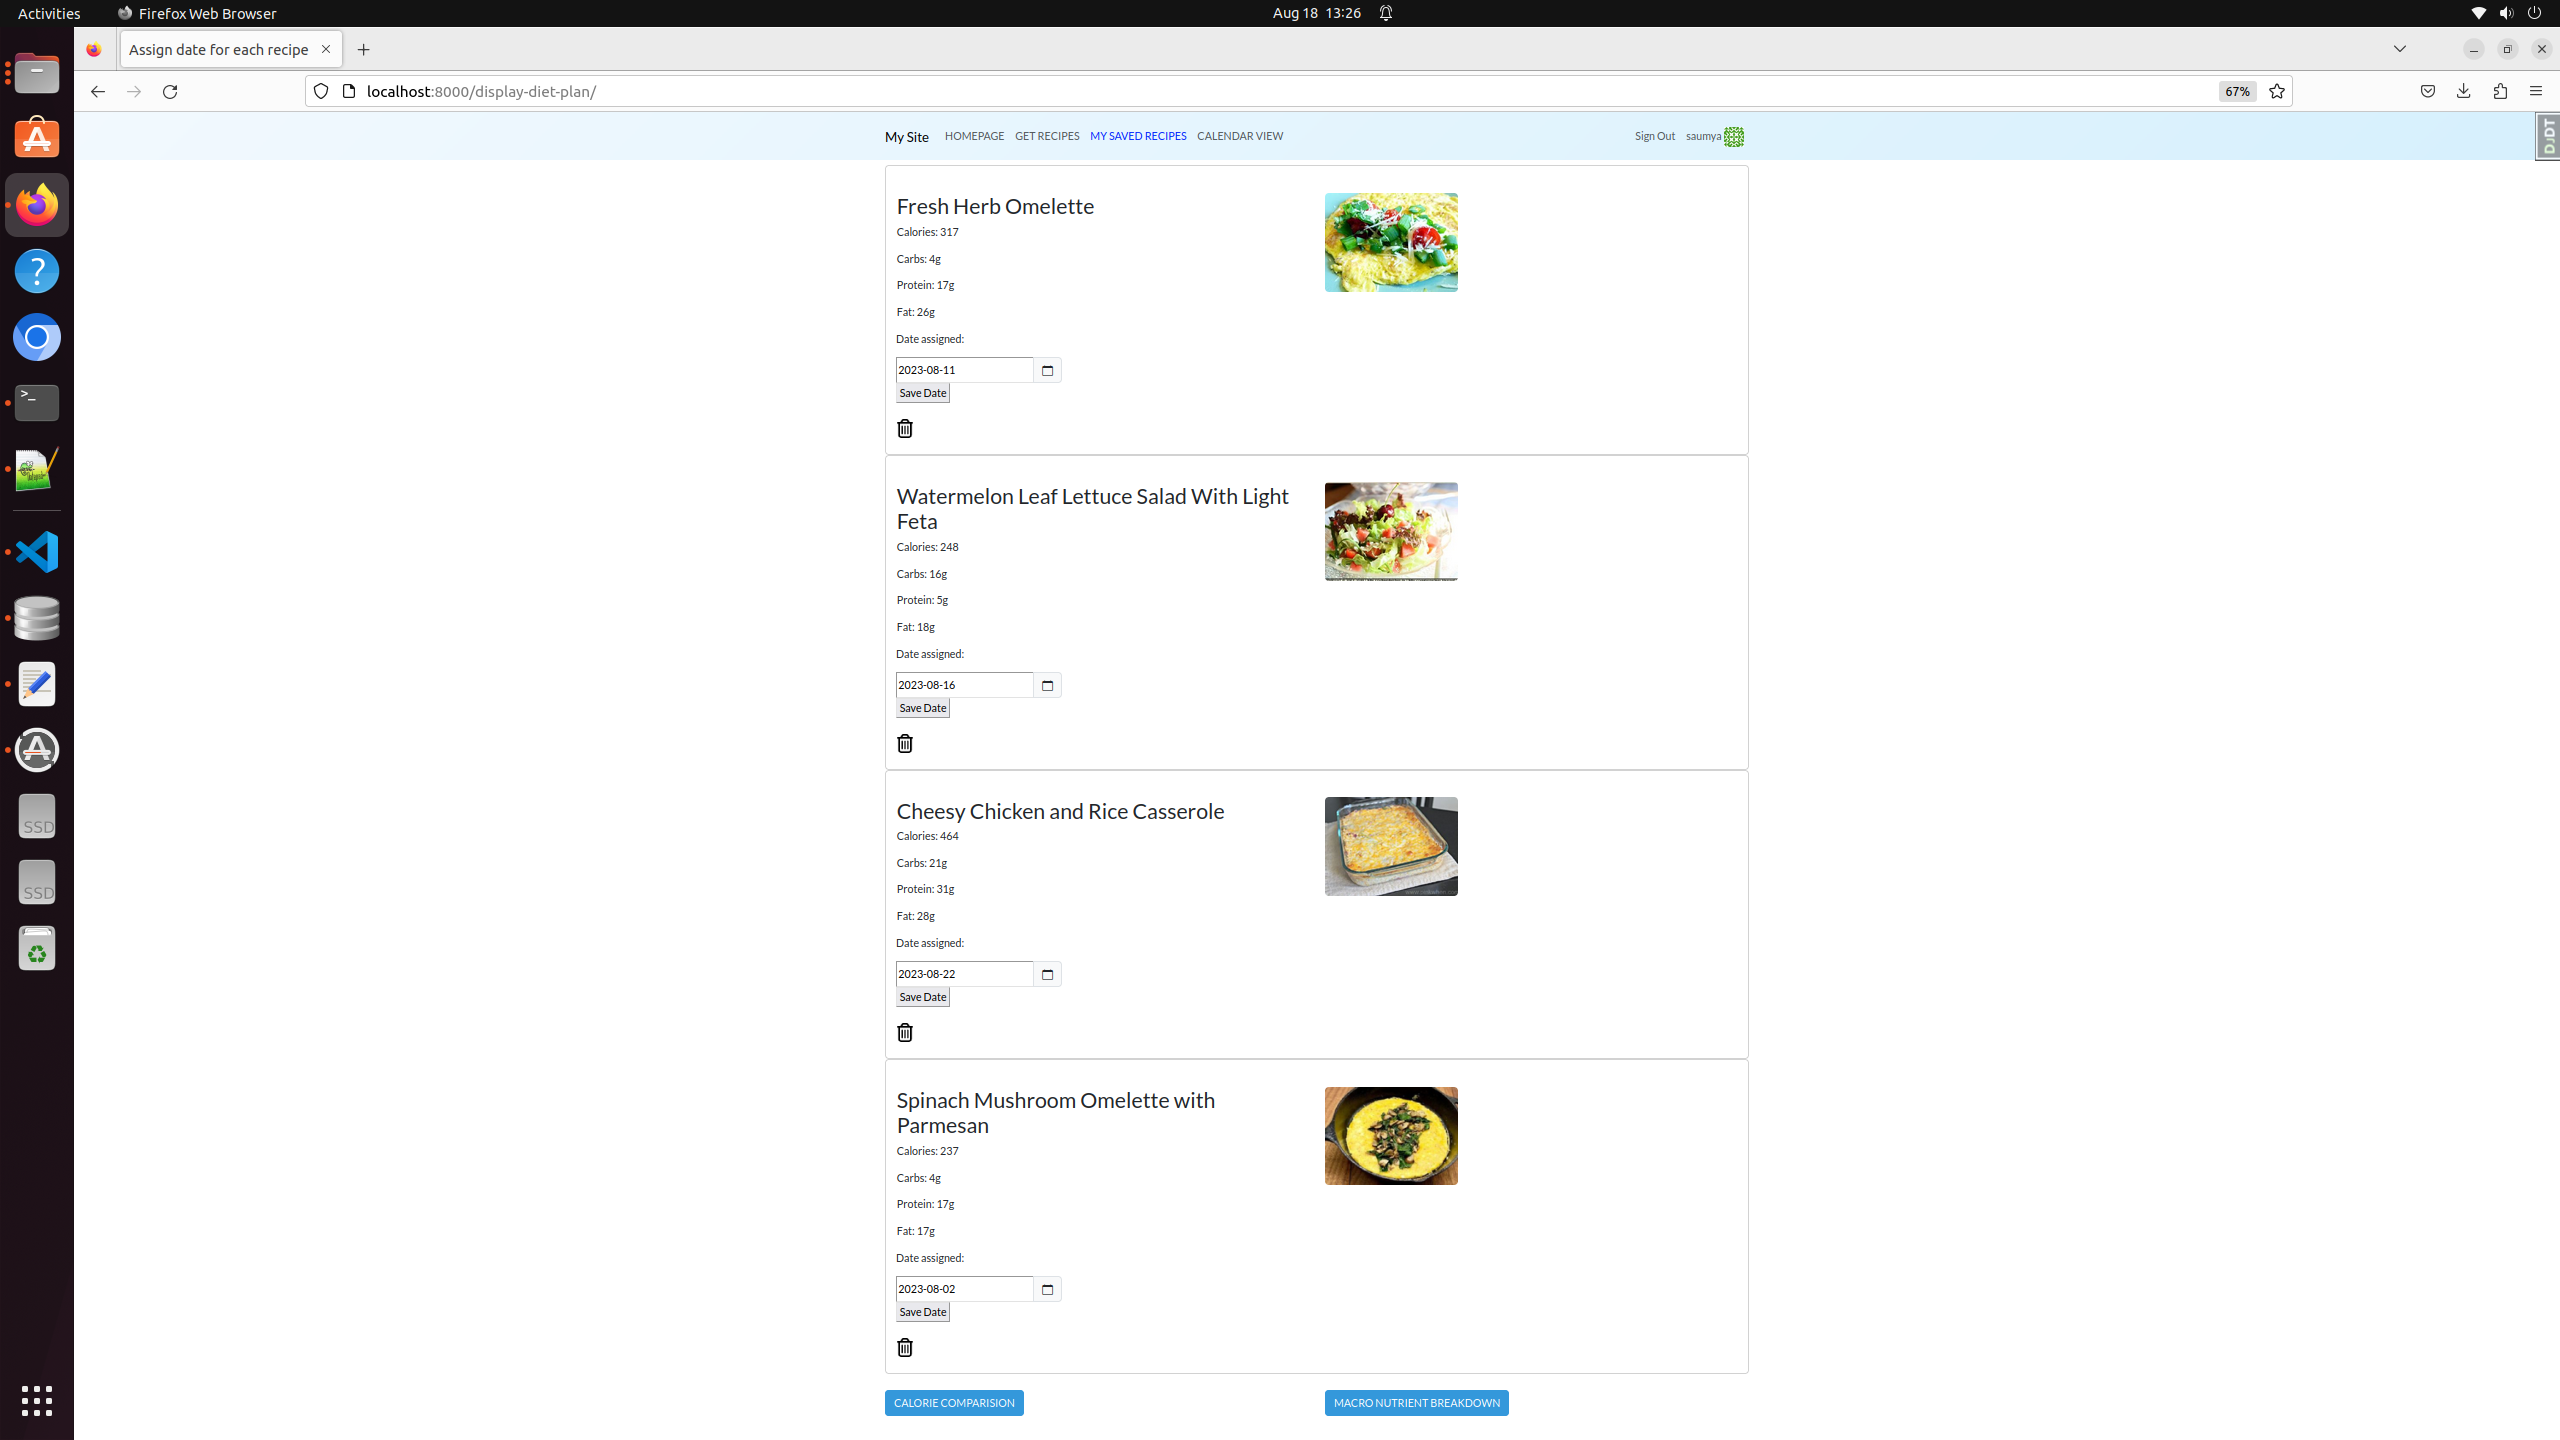 Activities
Firefox Web Browser
Aug 18 13:26
Assign date for each recipe
localhost:8000/display-diet-plan/
67%
My Site
HOMEPAGE
GET RECIPES
MY SAVED RECIPES
CALENDAR VIEW
Sign Out
saumya
DJDT
Fresh Herb Omelette
Calories: 317
Carbs: 4g
Protein: 17g
Fat: 26g
Date assigned:
2023-08-11
Save Date
Watermelon Leaf Lettuce Salad With Light
Feta
Calories: 248
Carbs: 16g
Protein: 5g
Fat: 18g
Date assigned:
2023-08-16
Save Date
Cheesy Chicken and Rice Casserole
Calories: 464
Carbs: 21g
Protein: 31g
Fat: 28g
Date assigned:
2023-08-22
Save Date
Spinach Mushroom Omelette with
Parmesan
Calories: 237
Carbs: 4g
Protein: 17g
Fat: 17g
Date assigned:
2023-08-02
Save Date
CALORIE COMPARISION
MACRO NUTRIENT BREAKDOWN
SSD
SSD